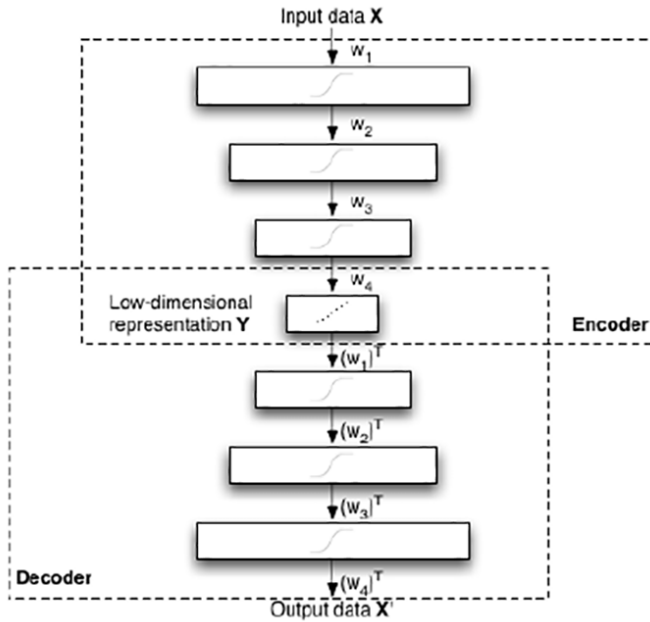 Input data X
w1
w2
w3
w4
Low-dimensional
representation Y
Encoder
(w1)T
(w2)T
(w3)T
Decoder
(w4)T
Output data X'